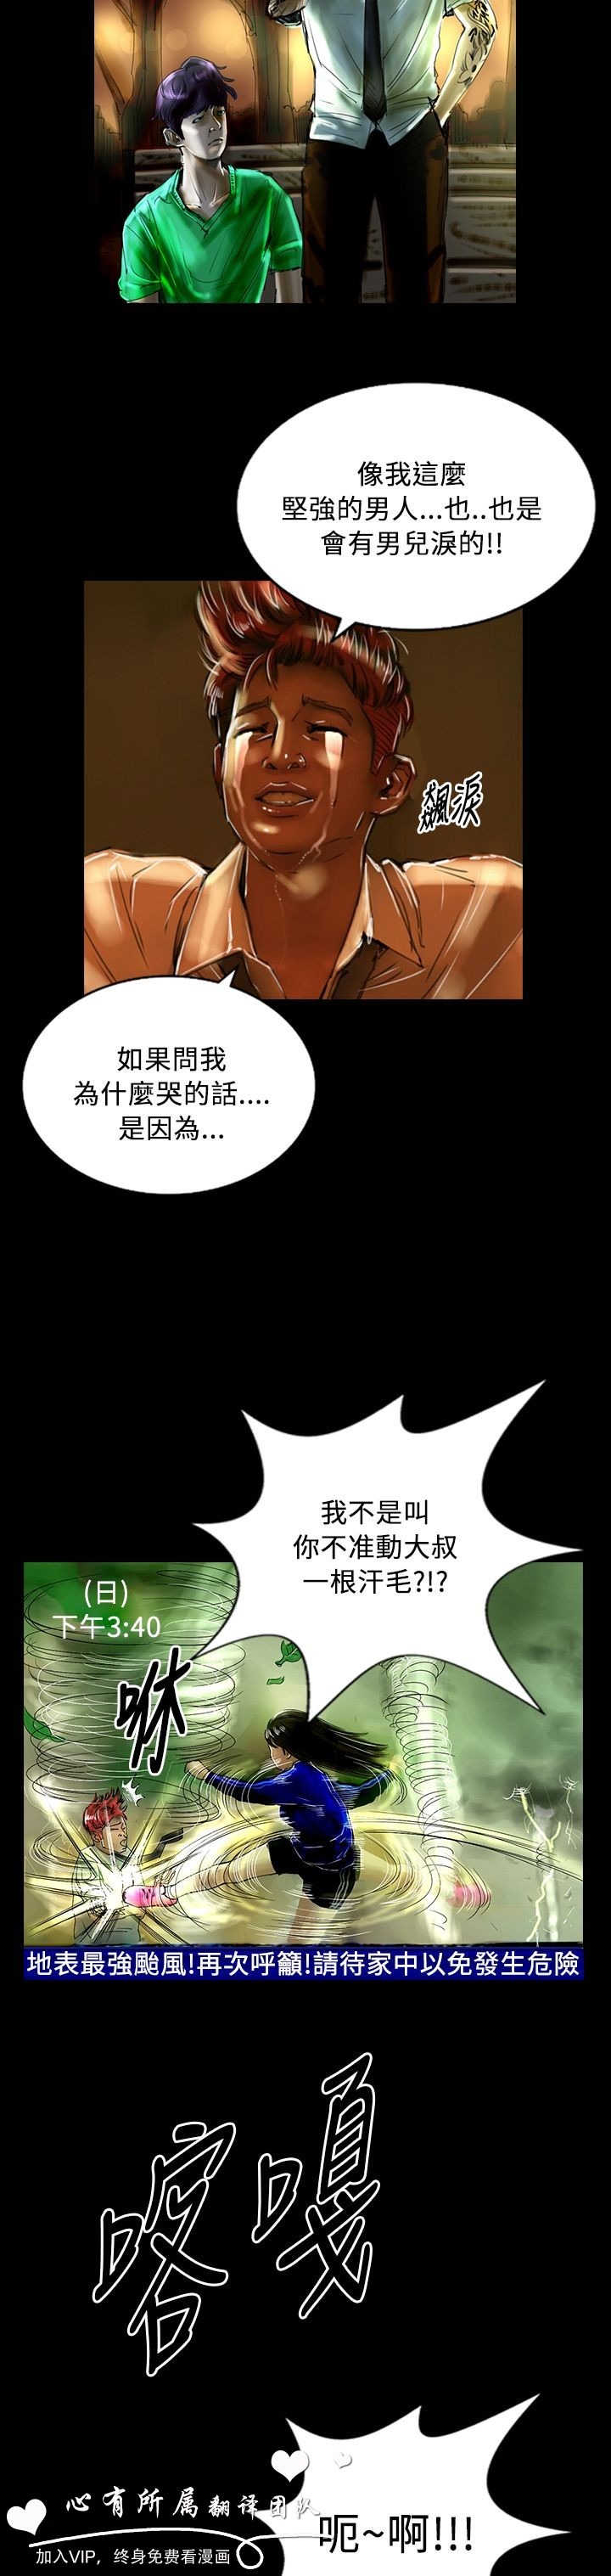 像我這麼
堅強的男人...也..也是
會有男兒淚的!!
飆淚
如果問我
為什麼哭的話....
是因為...
我不是叫
你不准動大叔
一根汗毛?!?
(日)
下午3:40
咻
地表最強颱風!再次呼籲!請待家中以免發生危險
喀嘎
呃~啊!!!
心有所属翻译团队
加入VIP，终身免费看漫画